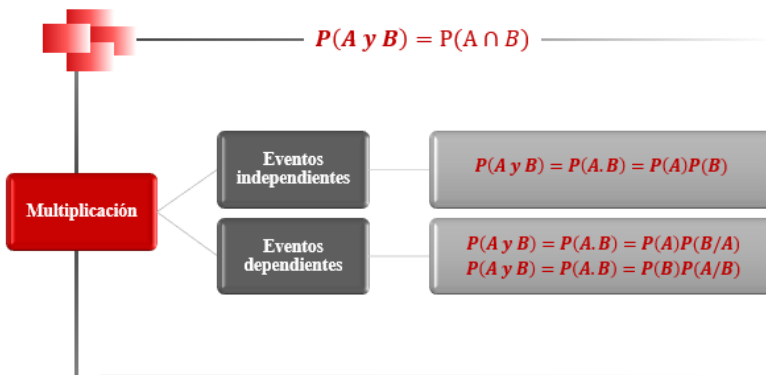 P(A y B) = P(A ∩ B)
Multiplicación
Eventos
independientes
P(A y B) = P(A.B) = P(A)P(B)
Eventos
dependientes
P(A y B) = P(A.B) = P(A)P(B/A)
P(A y B) = P(A.B) = P(B)P(A/B)